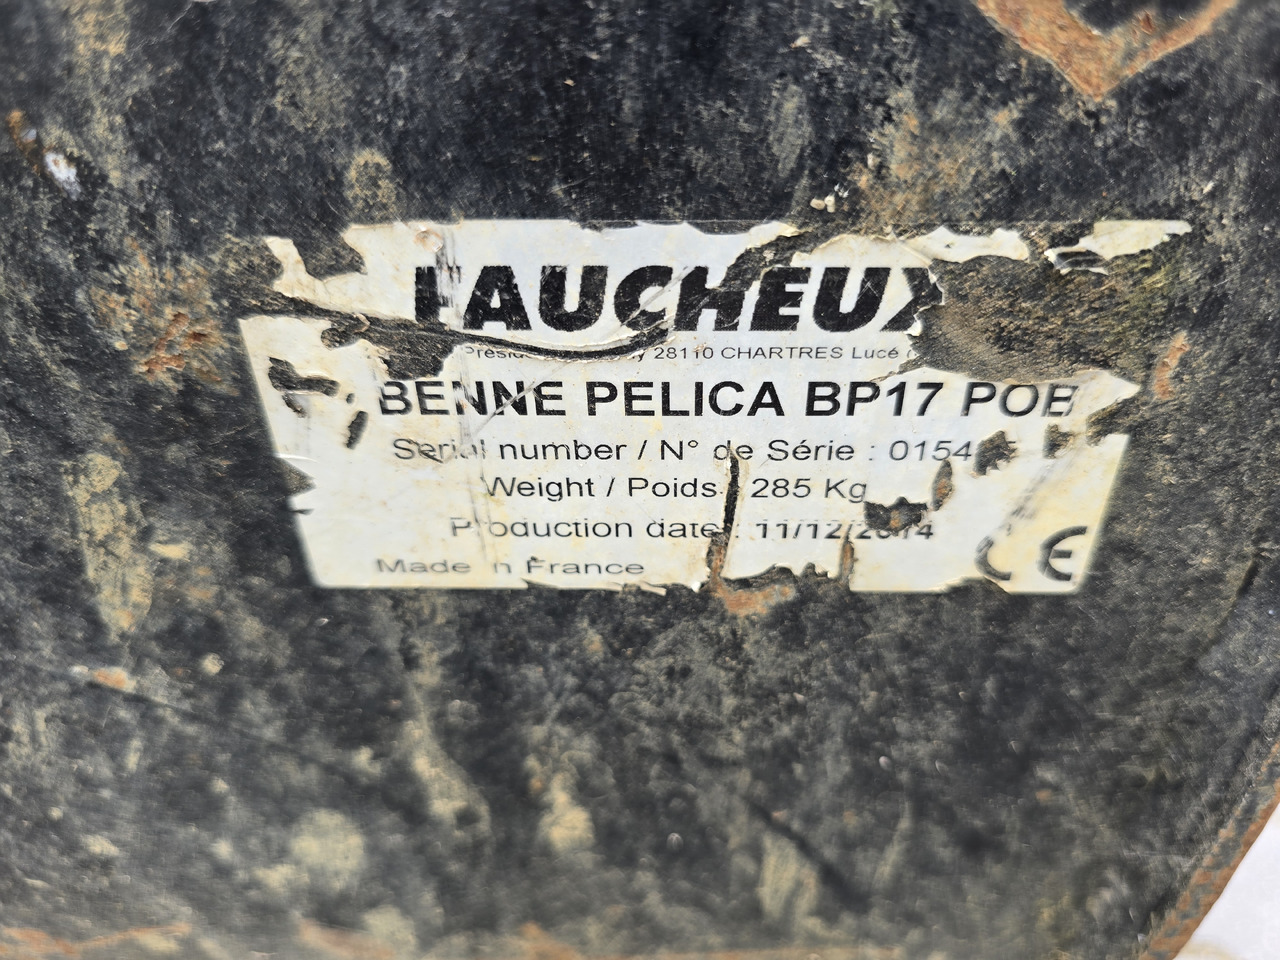 FAUCHEUX
28110 CHARTRES Lucé
BENNE PELICA BP17 POB
Serial number / N° de Série : 0154
Weight / Poids : 285 Kg
Production date : 11/12/2014
Made in France
CE